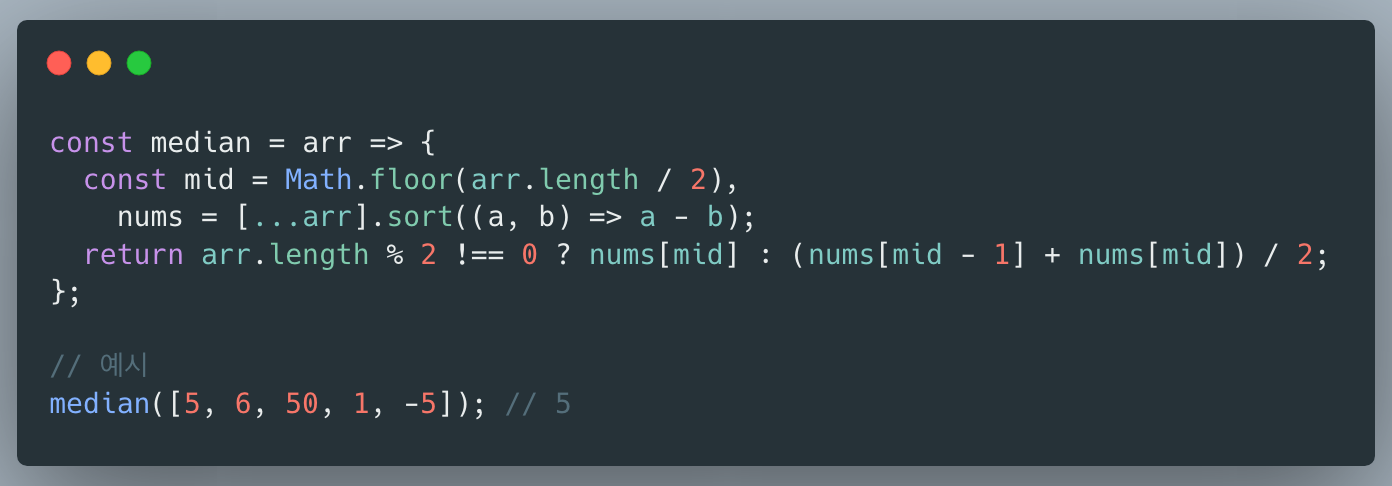 const median = arr => {
  const mid = Math.floor(arr.length / 2),
    nums = [...arr].sort((a, b) => a - b);
  return arr.length % 2 !== 0 ? nums[mid] : (nums[mid - 1] + nums[mid]) / 2;
};

// 예시
median([5, 6, 50, 1, -5]); // 5